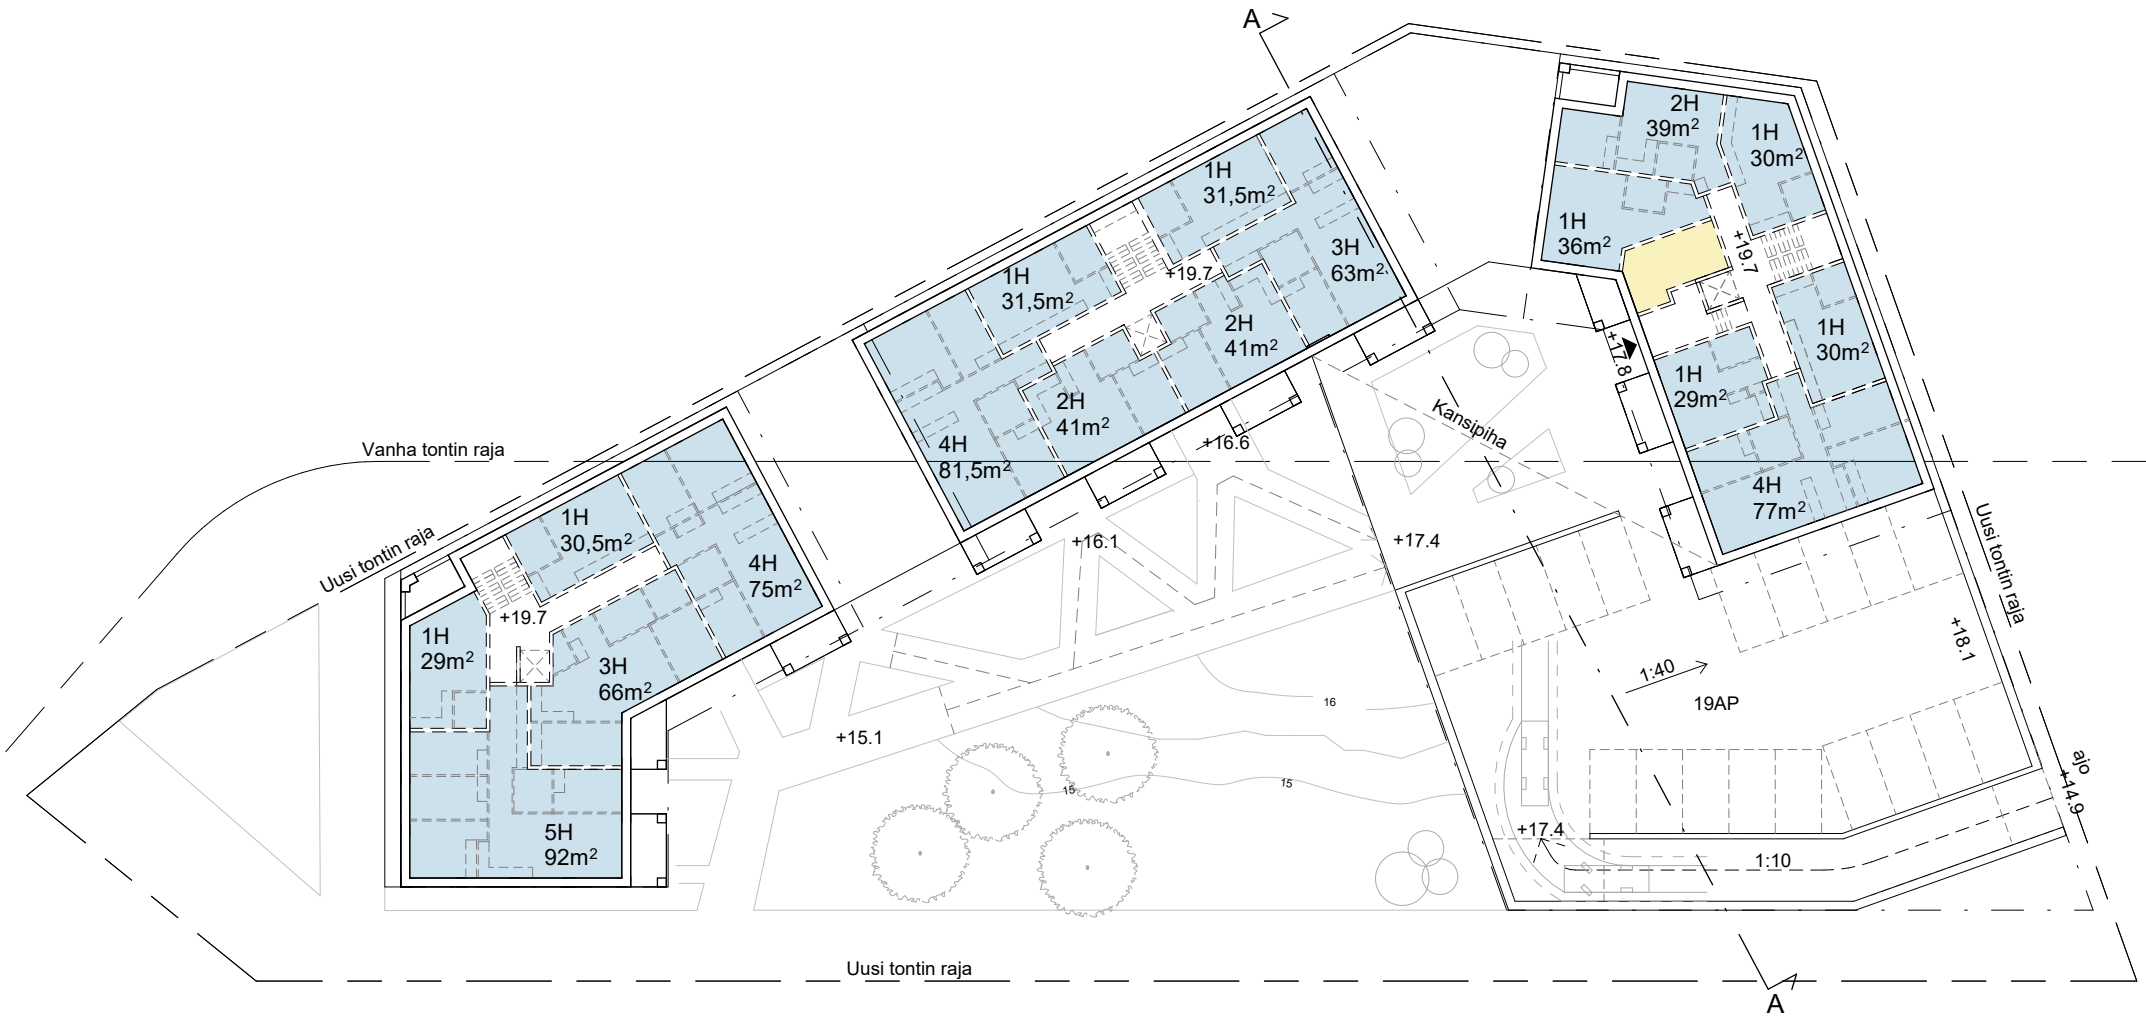 A
2H
39m²
1H
30m²
1H
36m²
+19.7
1H
31,5m²
3H
63m²
+19.7
1H
31,5m²
2H
41m²
2H
41m²
4H
81,5m²
+17.8
1H
30m²
1H
29m²
4H
77m²
Kansipiha
+16.6
+16.1
+17.4
Vanha tontin raja
Uusi tontin raja
Uusi tontin raja
1H
30,5m²
4H
75m²
+19.7
1H
29m²
3H
66m²
5H
92m²
+15.1
16
15
15
1:40
19AP
+18.1
ajo
+14.9
+17.4
1:10
Uusi tontin raja
A